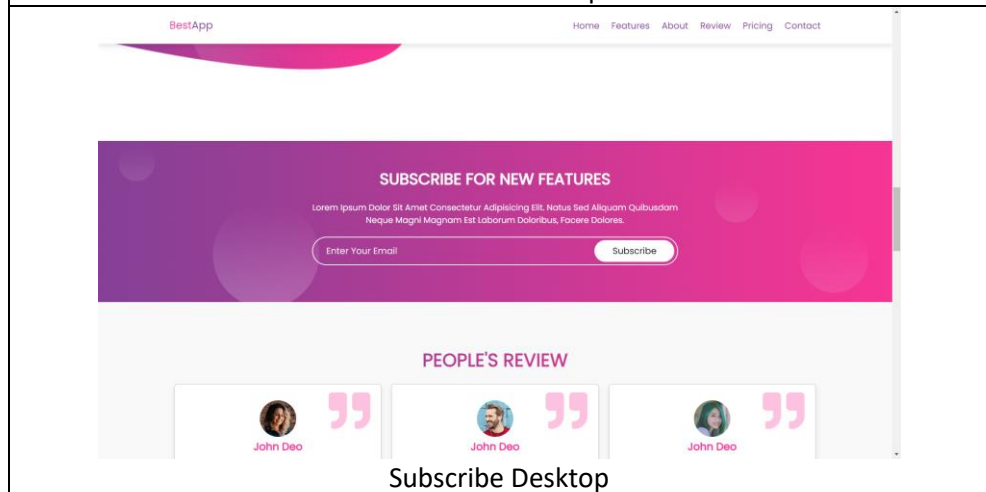 BestApp
Home Features About Review Pricing Contact
SUBSCRIBE FOR NEW FEATURES
Lorem Ipsum Dolor Sit Amet Consectetur Adipisicing Elit. Natus Sed Aliquam Quibusdam
Neque Magni Magnam Est Laborum Doloribus, Facere Dolores.
Enter Your Email
Subscribe
PEOPLE'S REVIEW
John Deo
John Deo
John Deo
Subscribe Desktop